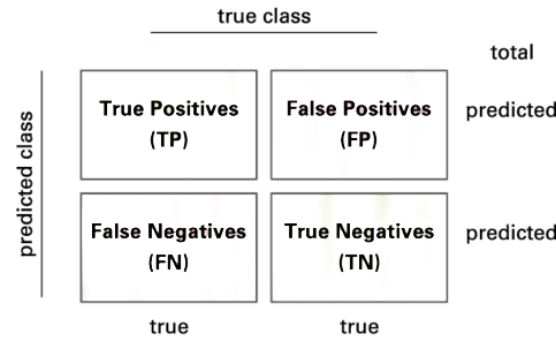 true class
total
predicted class
True Positives
(TP)
False Positives
(FP)
predicted
False Negatives
(FN)
True Negatives
(TN)
predicted
true
true